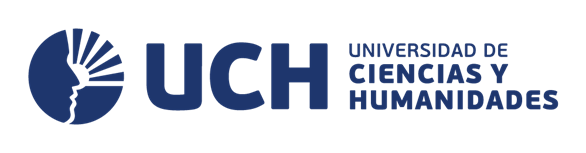 UCH
UNIVERSIDAD DE
CIENCIAS Y
HUMANIDADES